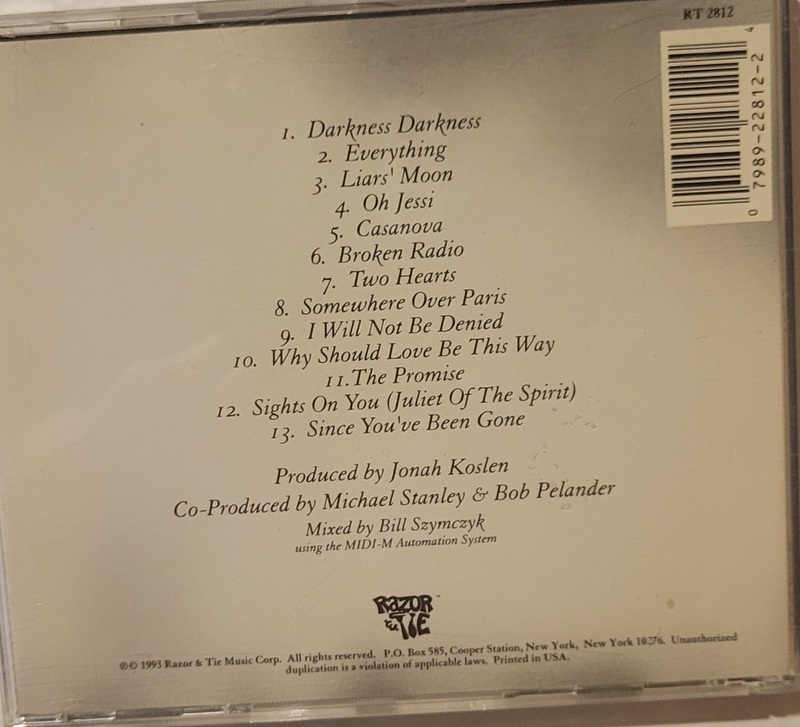 RT 2812
0 7989-22812-2 4
1. Darkness Darkness
2. Everything
3. Liars' Moon
4. Oh Jessi
5. Casanova
6. Broken Radio
7. Two Hearts
8. Somewhere Over Paris
9. I Will Not Be Denied
10. Why Should Love Be This Way
11.The Promise
12. Sights On You (Juliet Of The Spirit)
13. Since You've Been Gone
Produced by Jonah Koslen
Co-Produced by Michael Stanley & Bob Pelander
Mixed by Bill Szymczyk
using the MIDI-M Automation System
RAZOR™
& TIE
℗© 1993 Razor & Tie Music Corp. All rights reserved. P.O. Box 585, Cooper Station, New York, New York 10276. Unauthorized
duplication is a violation of applicable laws. Printed in USA.